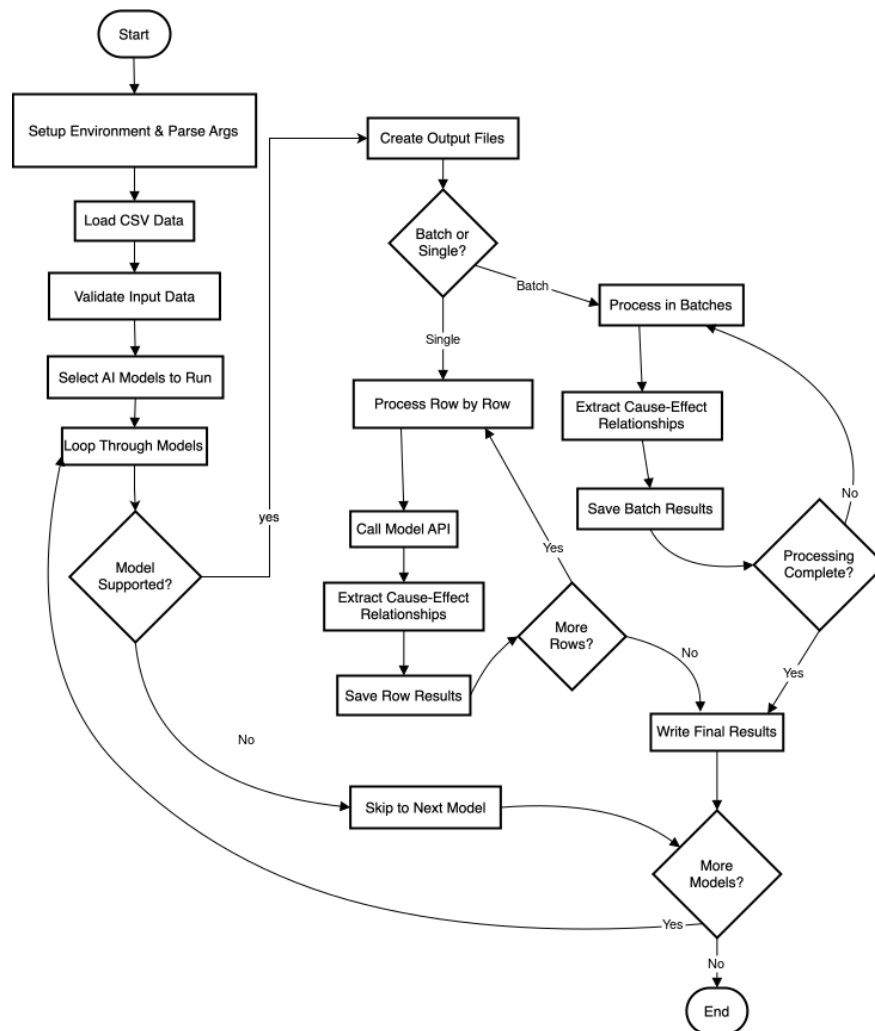 Start
Setup Environment & Parse Args
Load CSV Data
Validate Input Data
Select AI Models to Run
Loop Through Models
Model
Supported?
yes
No
Create Output Files
Batch or
Single?
Batch
Single
Process Row by Row
Call Model API
Extract Cause-Effect
Relationships
Save Row Results
More
Rows?
Yes
No
Process in Batches
Extract Cause-Effect
Relationships
Save Batch Results
Processing
Complete?
No
Yes
Write Final Results
Skip to Next Model
More
Models?
Yes
No
End